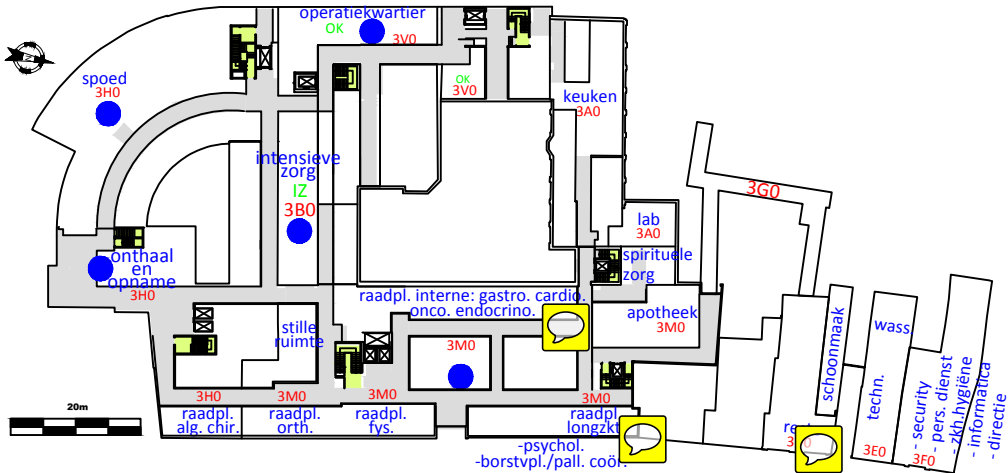 operatiekwartier
OK
3V0
spoed
3H0
OK
3V0
keuken
3A0
intensieve
zorg
IZ
3B0
3G0
lab
3A0
onthaal
en
opname
3H0
spirituele
zorg
raadpl. interne: gastro. cardio.
onco. endocrino.
apotheek
3M0
stille
ruimte
3M0
schoonmaak
wass
techn.
3E0
- security
- pers. dienst
- zkh.hygiëne
- informatica
- directie
3F0
3H0
3M0
3M0
3M0
raadpl.
alg. chir.
raadpl.
orth.
raadpl.
fys.
raadpl.
longzkt
-psychol.
-borstvpl./pall. coör.
20m